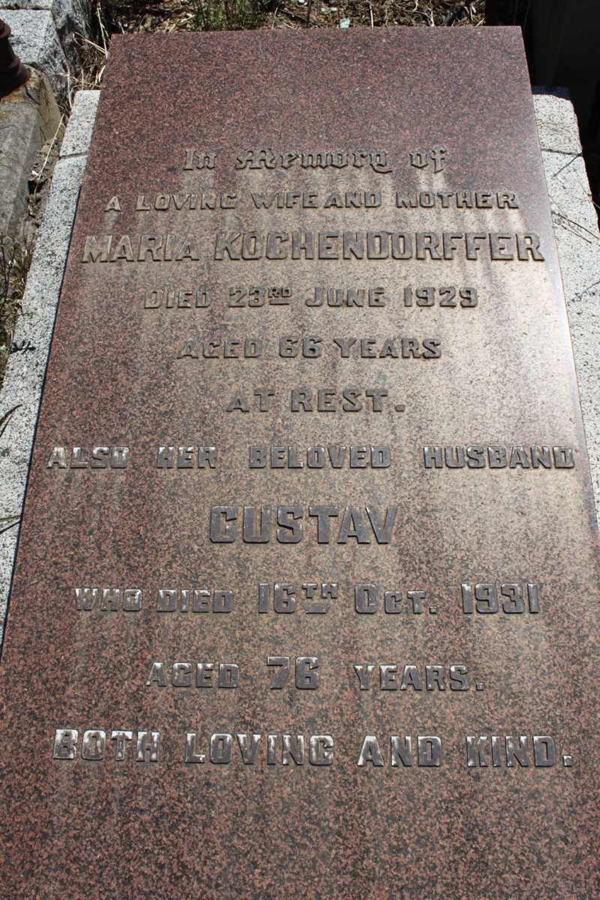 In Memory of
A LOVING WIFE AND MOTHER
MARIA KOCHENDORFFER
DIED 23RD JUNE 1929
AGED 66 YEARS
AT REST.
ALSO HER BELOVED HUSBAND
GUSTAV
WHO DIED 16TH OCT. 1931
AGED 76 YEARS.
BOTH LOVING AND KIND.